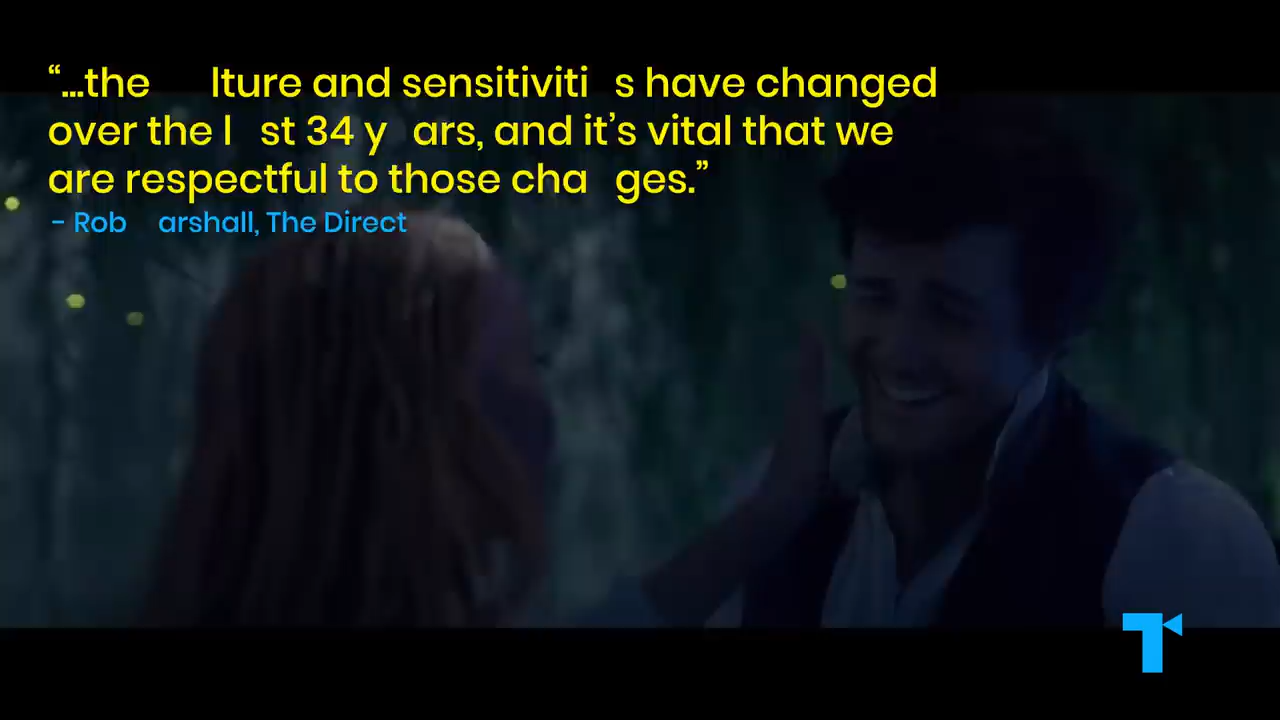 “...the lture and sensitiviti s have changed
over the l st 34 y ars, and it’s vital that we
are respectful to those cha ges.”
- Rob arshall, The Direct